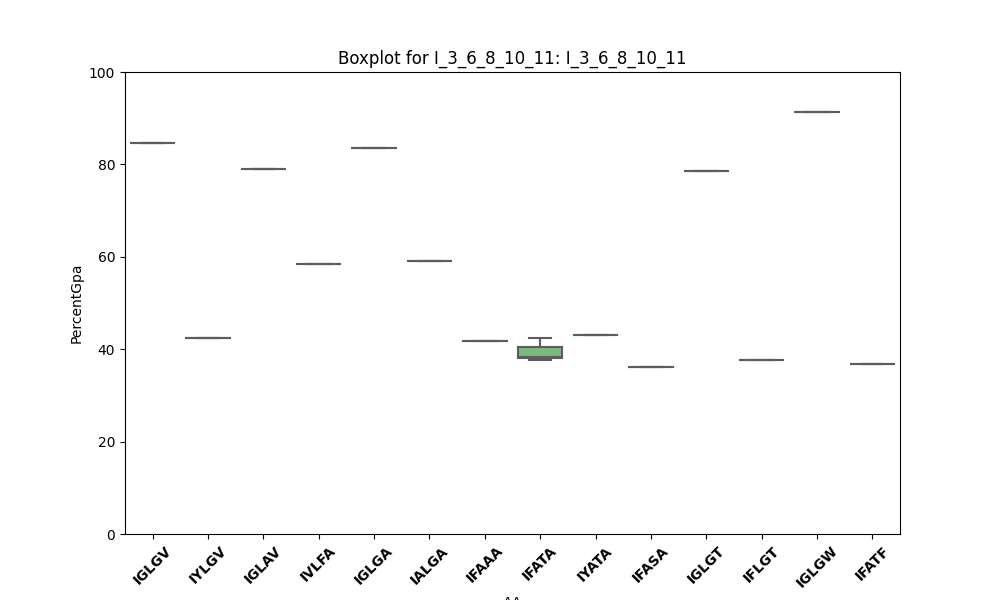 Boxplot for I_3_6_8_10_11: I_3_6_8_10_11
PercentGpa
100
80
60
40
20
0
IGLGV IYLGV IGLAV IVLFA IGLGA IALGA IFAAA IFATA IYATA IFASA IGLGT IFLGT IGLGW IFATF